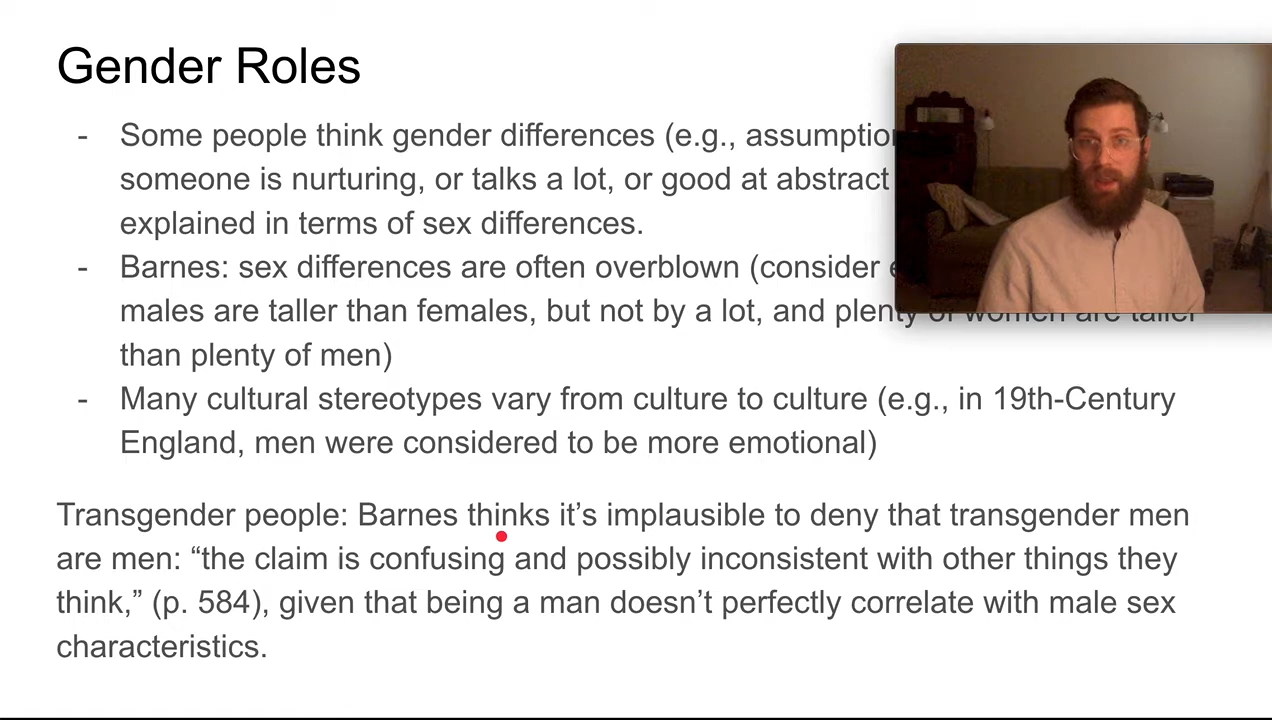 Gender Roles
- Some people think gender differences (e.g.,
someone is nurturing, or talks a lot, or good at abstract
explained in terms of sex differences.
- Barnes: sex differences are often overblown (consider
males are taller than females, but not by a lot, and plenty of women are taller
than plenty of men)
- Many cultural stereotypes vary from culture to culture (e.g., in 19th-Century
England, men were considered to be more emotional)
Transgender people: Barnes thinks it’s implausible to deny that transgender men
are men: “the claim is confusing and possibly inconsistent with other things they
think,” (p. 584), given that being a man doesn’t perfectly correlate with male sex
characteristics.